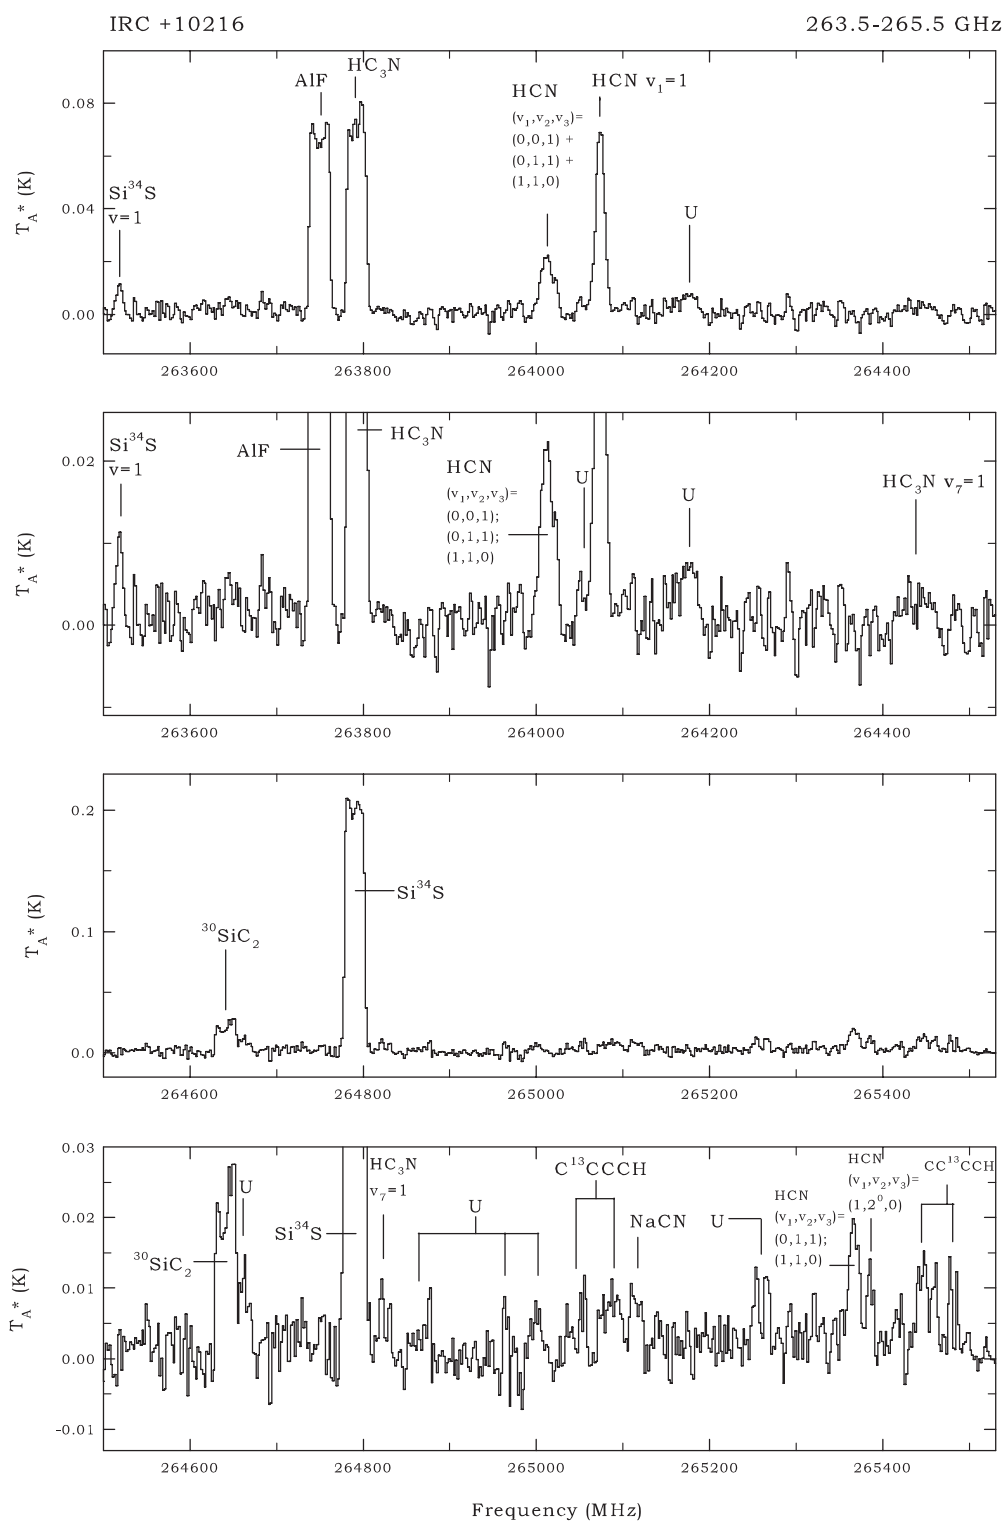 IRC +10216 263.5-265.5 GHz
HC₃N
AlF
HCN
(v₁,v₂,v₃)=
(0,0,1) +
(0,1,1) +
(1,1,0)
HCN v₁=1
Si³⁴S
v=1
U
T_A* (K)
0.08
0.04
0.00
263600 263800 264000 264200 264400
Si³⁴S
v=1
AlF
HC₃N
HCN
(v₁,v₂,v₃)=
(0,0,1);
(0,1,1);
(1,1,0)
U
U
HC₃N v₇=1
T_A* (K)
0.02
0.00
263600 263800 264000 264200 264400
Si³⁴S
³⁰SiC₂
T_A* (K)
0.2
0.1
0.0
264600 264800 265000 265200 265400
U
³⁰SiC₂
Si³⁴S
HC₃N
v₇=1
U
C¹³CCCH
NaCN
U
HCN
(v₁,v₂,v₃)=
(0,1,1);
(1,1,0)
HCN
(v₁,v₂,v₃)=
(1,2⁰,0)
CC¹³CCH
T_A* (K)
0.03
0.02
0.01
0.00
-0.01
264600 264800 265000 265200 265400
Frequency (MHz)